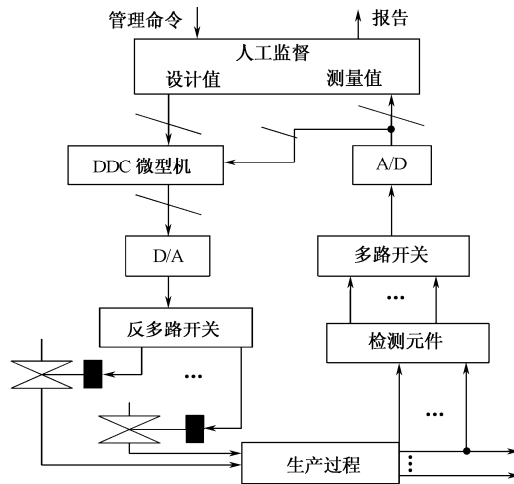 管理命令
报告
人工监督
设计值
测量值
DDC 微型机
A/D
D/A
多路开关
...
反多路开关
检测元件
...
...
生产过程